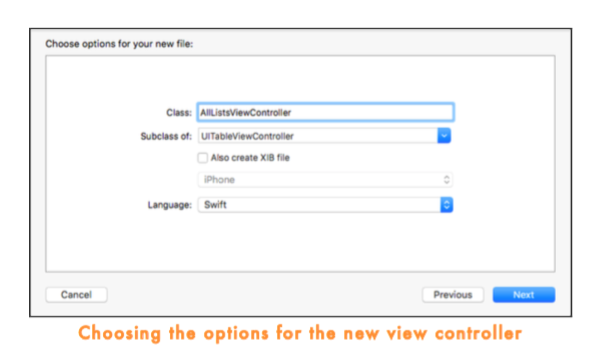 Choose options for your new file:
Class: AllListsViewController
Subclass of: UITableViewController
Also create XIB file
iPhone
Language: Swift
Cancel Previous Next
Choosing the options for the new view controller